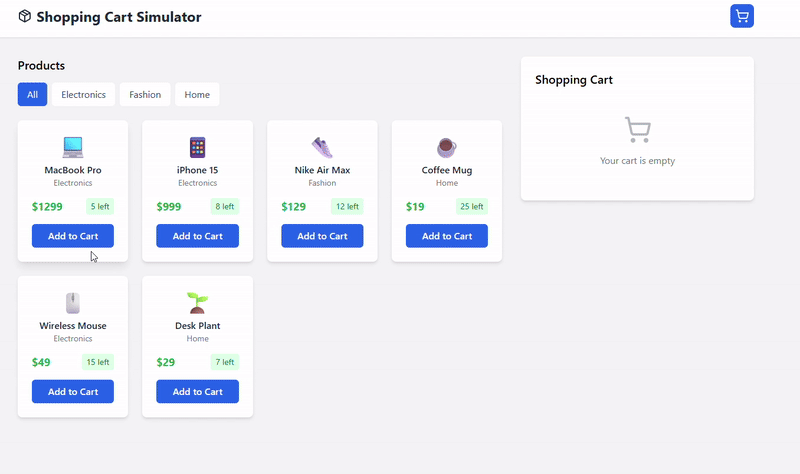 Shopping Cart Simulator
Products
All Electronics Fashion Home
MacBook Pro
Electronics
$1299 5 left
Add to Cart
iPhone 15
Electronics
$999 8 left
Add to Cart
Nike Air Max
Fashion
$129 12 left
Add to Cart
Coffee Mug
Home
$19 25 left
Add to Cart
Wireless Mouse
Electronics
$49 15 left
Add to Cart
Desk Plant
Home
$29 7 left
Add to Cart
Shopping Cart
Your cart is empty